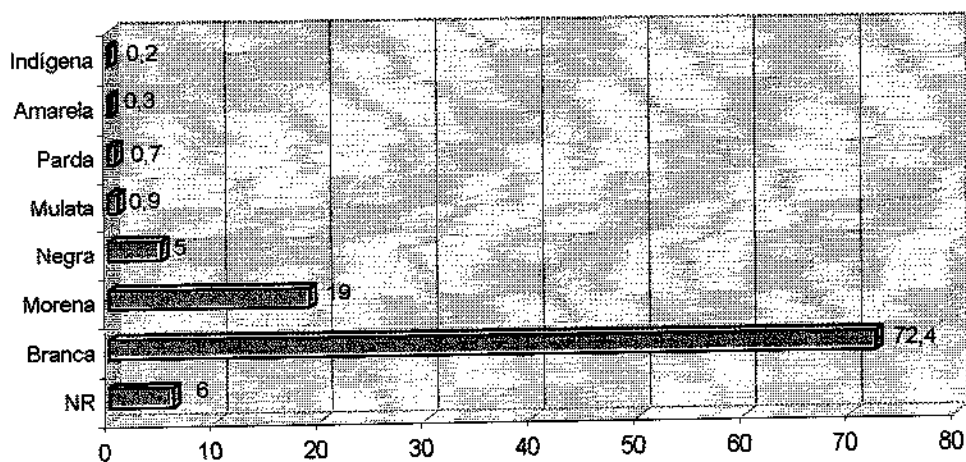 Indígena 0,2
Amarela 0,3
Parda 0,7
Mulata 0,9
Negra 5
Morena 19
Branca 72,4
NR 6
0 10 20 30 40 50 60 70 80